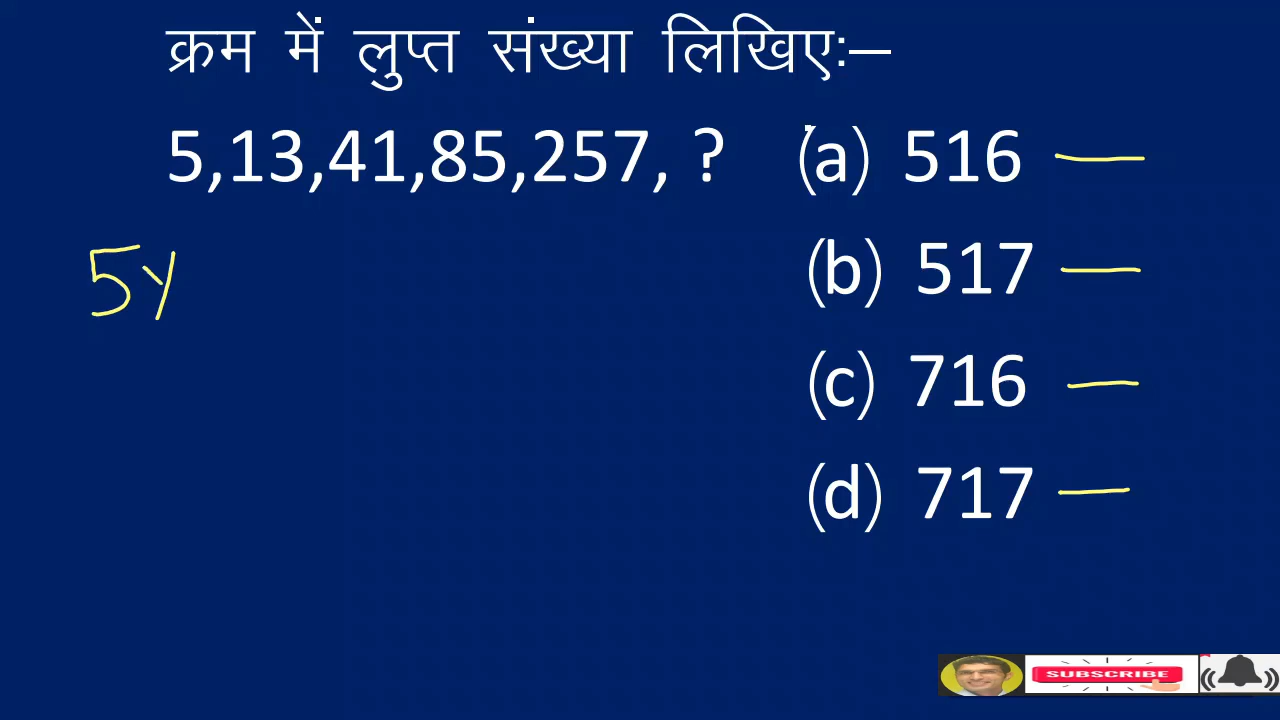 क्रम में लुप्त संख्या लिखिएः–
5,13,41,85,257, ? (a) 516
(b) 517
5y
(c) 716
(d) 717
SUBSCRIBE